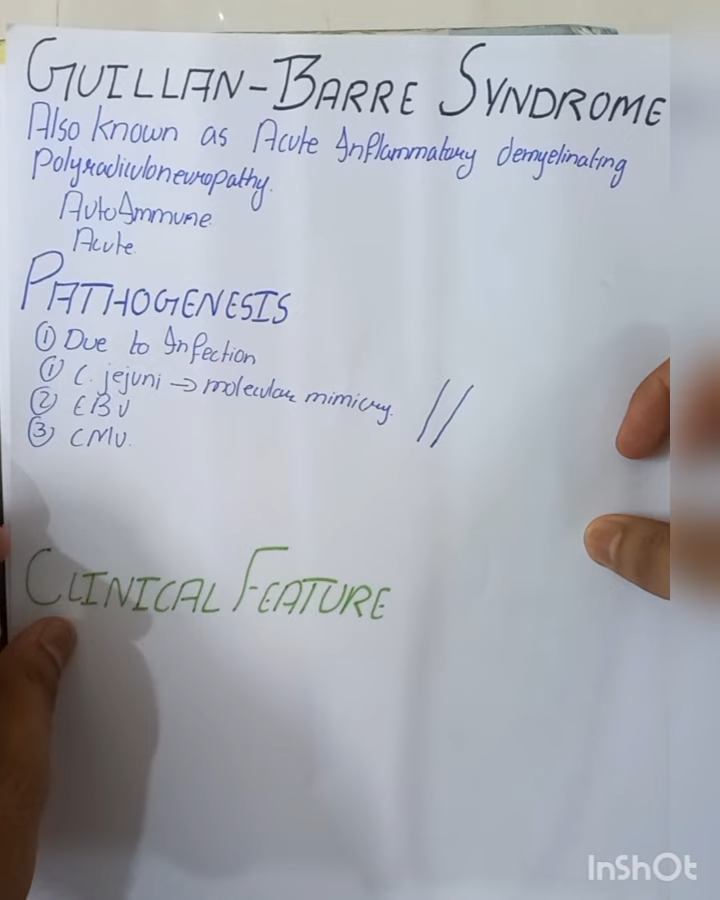 GUILLAN-BARRE SYNDROME
Also known as Acute Inflammatory demyelinating
polyradiculoneuropathy.
AutoImmune
Acute
PATHOGENESIS
① Due to Infection
① C. jejuni → molecular mimicry.
② EBV
③ CMV.
CLINICAL FEATURE
InShOt